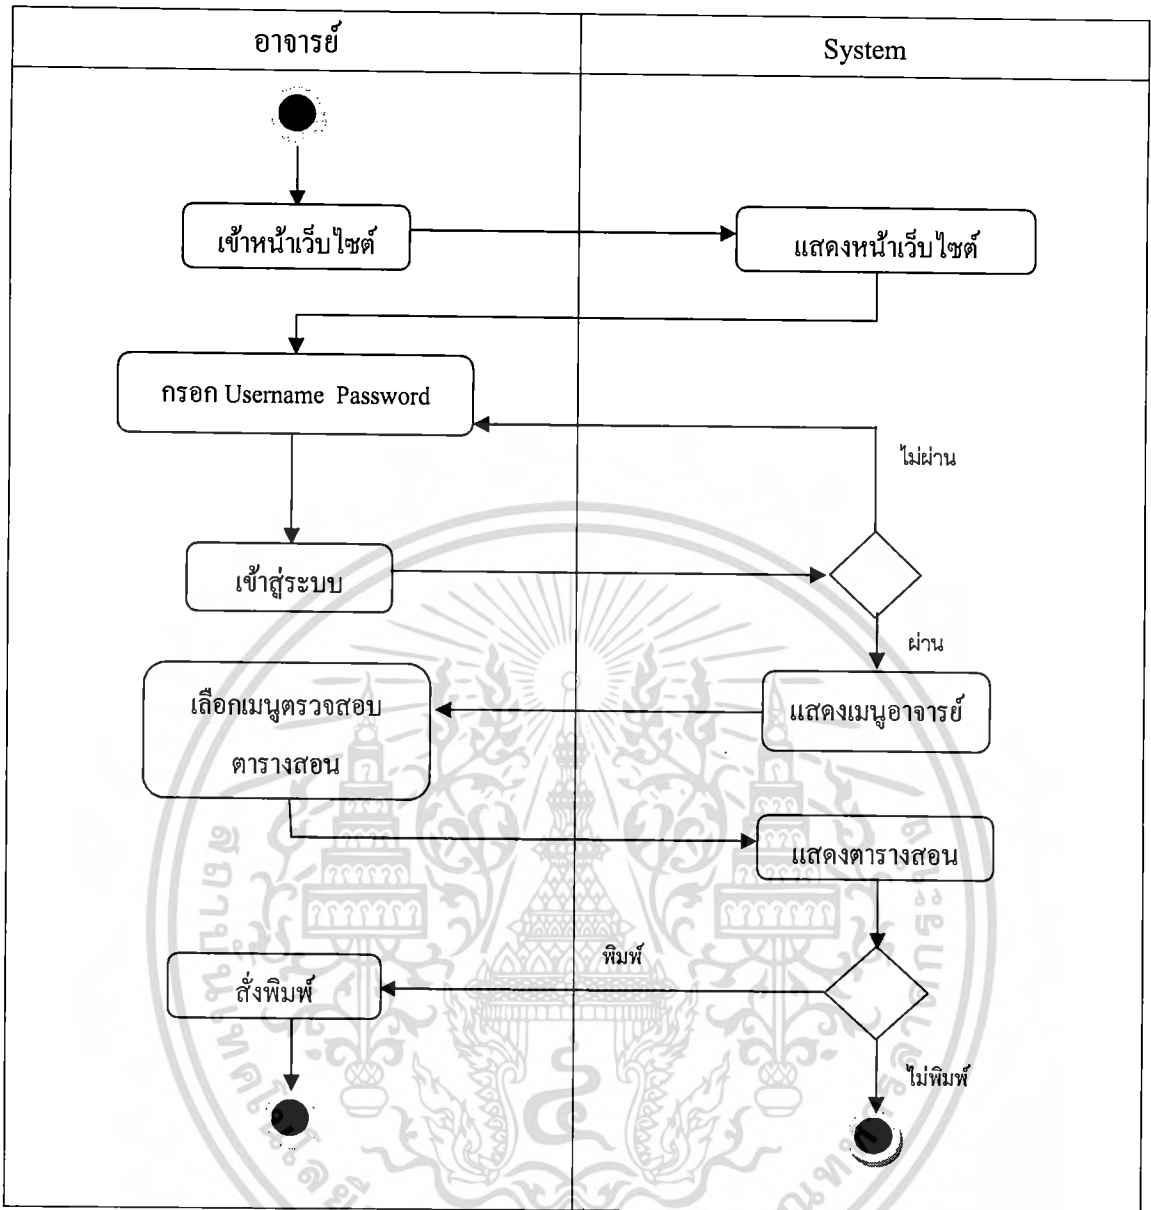 อาจารย์
System
เข้าหน้าเว็บไซต์
แสดงหน้าเว็บไซต์
กรอก Username Password
ไม่ผ่าน
เข้าสู่ระบบ
ผ่าน
เลือกเมนูตรวจสอบ
ตารางสอน
แสดงเมนูอาจารย์
แสดงตารางสอน
พิมพ์
สั่งพิมพ์
ไม่พิมพ์